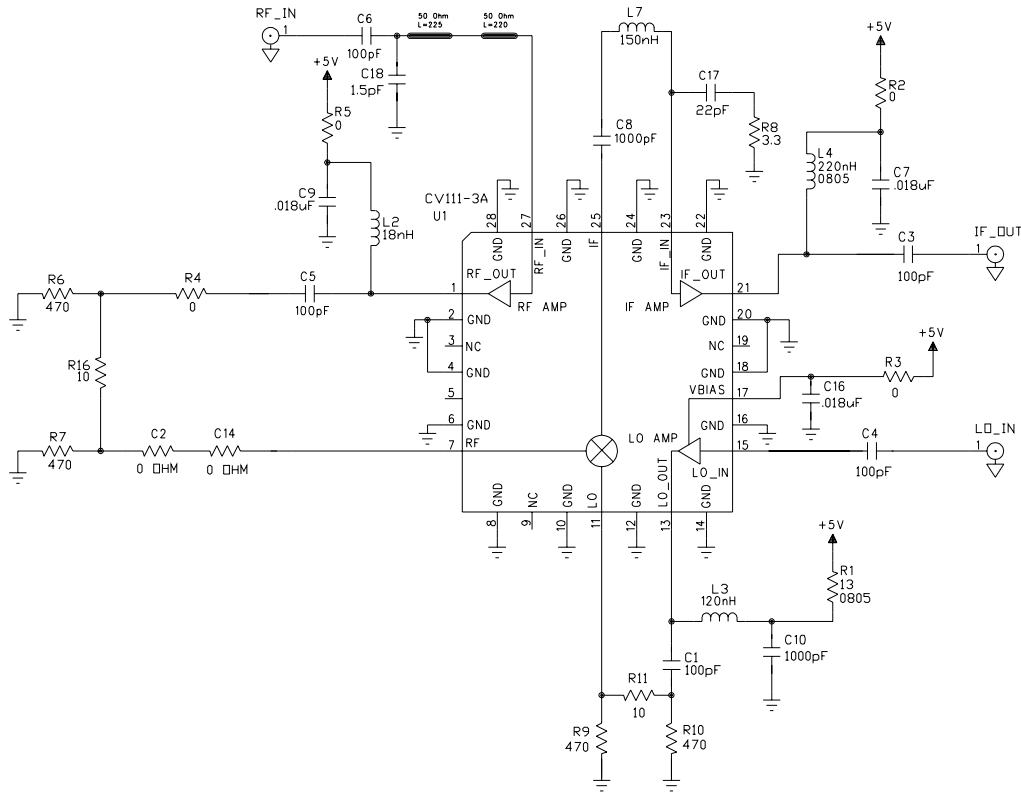 RF_IN
1
C6
100pF
50 Ohm
L=225
50 Ohm
L=220
C18
1.5pF
+5V
R5
0
C9
.018uF
L2
18nH
L7
150nH
C17
22pF
R8
3.3
C8
1000pF
+5V
R2
0
L4
220nH
0805
C7
.018uF
C3
100pF
IF_OUT
1
CV111-3A
U1
28
GND
27
RF_IN
26
GND
25
IF
24
GND
23
IF_IN
22
GND
RF_OUT
RF AMP
IF_OUT
IF AMP
R6
470
R4
0
C5
100pF
1
2
GND
3
NC
4
GND
5
6
GND
7
RF
21
20
GND
19
NC
18
GND
17
VBIAS
16
GND
15
LO_IN
LO AMP
LO_OUT
+5V
R3
0
C16
.018uF
C4
100pF
LO_IN
1
R16
10
R7
470
C2
0 OHM
C14
0 OHM
8
GND
9
NC
10
GND
11
LO
12
GND
13
14
GND
+5V
R1
13
0805
L3
120nH
C10
1000pF
C1
100pF
R11
10
R9
470
R10
470